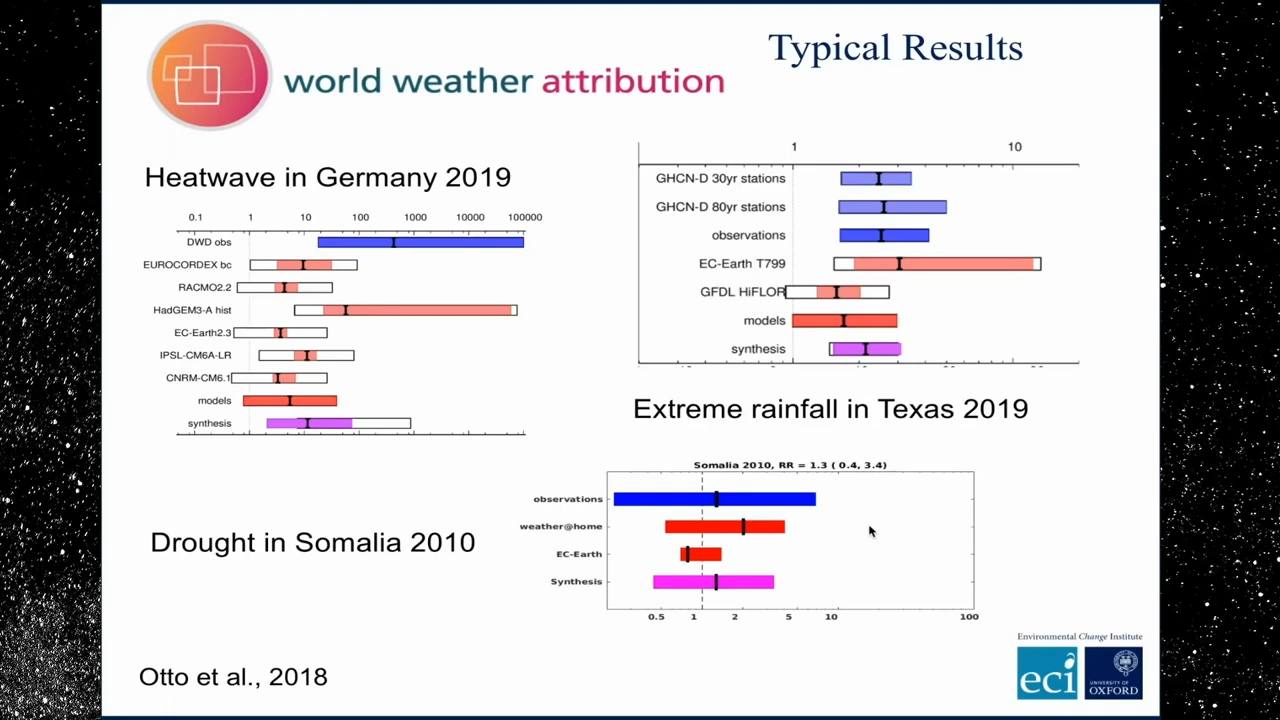 Typical Results
world weather attribution
Heatwave in Germany 2019
0.1 1 10 100 1000 10000 100000
DWD obs
EUROCORDEX bc
RACMO2.2
HadGEM3-A hist
EC-Earth2.3
IPSL-CM6A-LR
CNRM-CM6.1
models
synthesis
1 10
GHCN-D 30yr stations
GHCN-D 80yr stations
observations
EC-Earth T799
GFDL HiFLOR
models
synthesis
Extreme rainfall in Texas 2019
Somalia 2010, RR = 1.3 ( 0.4, 3.4)
observations
weather@home
EC-Earth
Synthesis
0.5 1 2 5 10 100
Drought in Somalia 2010
Otto et al., 2018
Environmental Change Institute
eci
UNIVERSITY OF
OXFORD